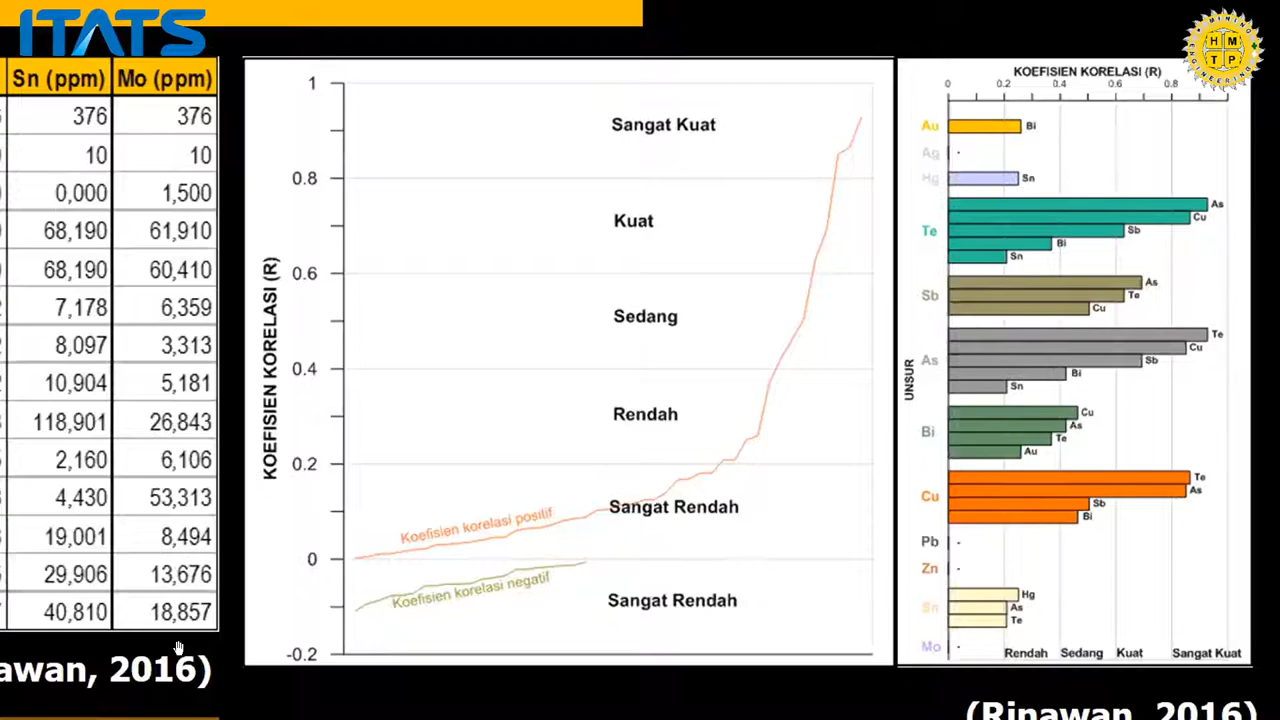 ITATS
Sn (ppm) Mo (ppm)
376 376
10 10
0,000 1,500
68,190 61,910
68,190 60,410
7,178 6,359
8,097 3,313
10,904 5,181
118,901 26,843
2,160 6,106
4,430 53,313
19,001 8,494
29,906 13,676
40,810 18,857
awan, 2016)
KOEFISIEN KORELASI (R)
1
0.8
0.6
0.4
0.2
0
-0.2
Sangat Kuat
Kuat
Sedang
Rendah
Sangat Rendah
Koefisien korelasi positif
Koefisien korelasi negatif
Sangat Rendah
H M
T P
MINING
ENGINEERING
KOEFISIEN KORELASI (R)
0 0.2 0.4 0.6 0.8
UNSUR
Au Bi
Ag
Hg Sn
As
Cu
Te Sb
Bi
Sn
As
Sb Te
Cu
Te
Cu
As Sb
Bi
Sn
Cu
As
Bi Te
Au
Te
As
Cu Sb
Bi
Pb
Zn
Hg
Sn As
Te
Mo
Rendah Sedang Kuat Sangat Kuat
(Rinawan, 2016)